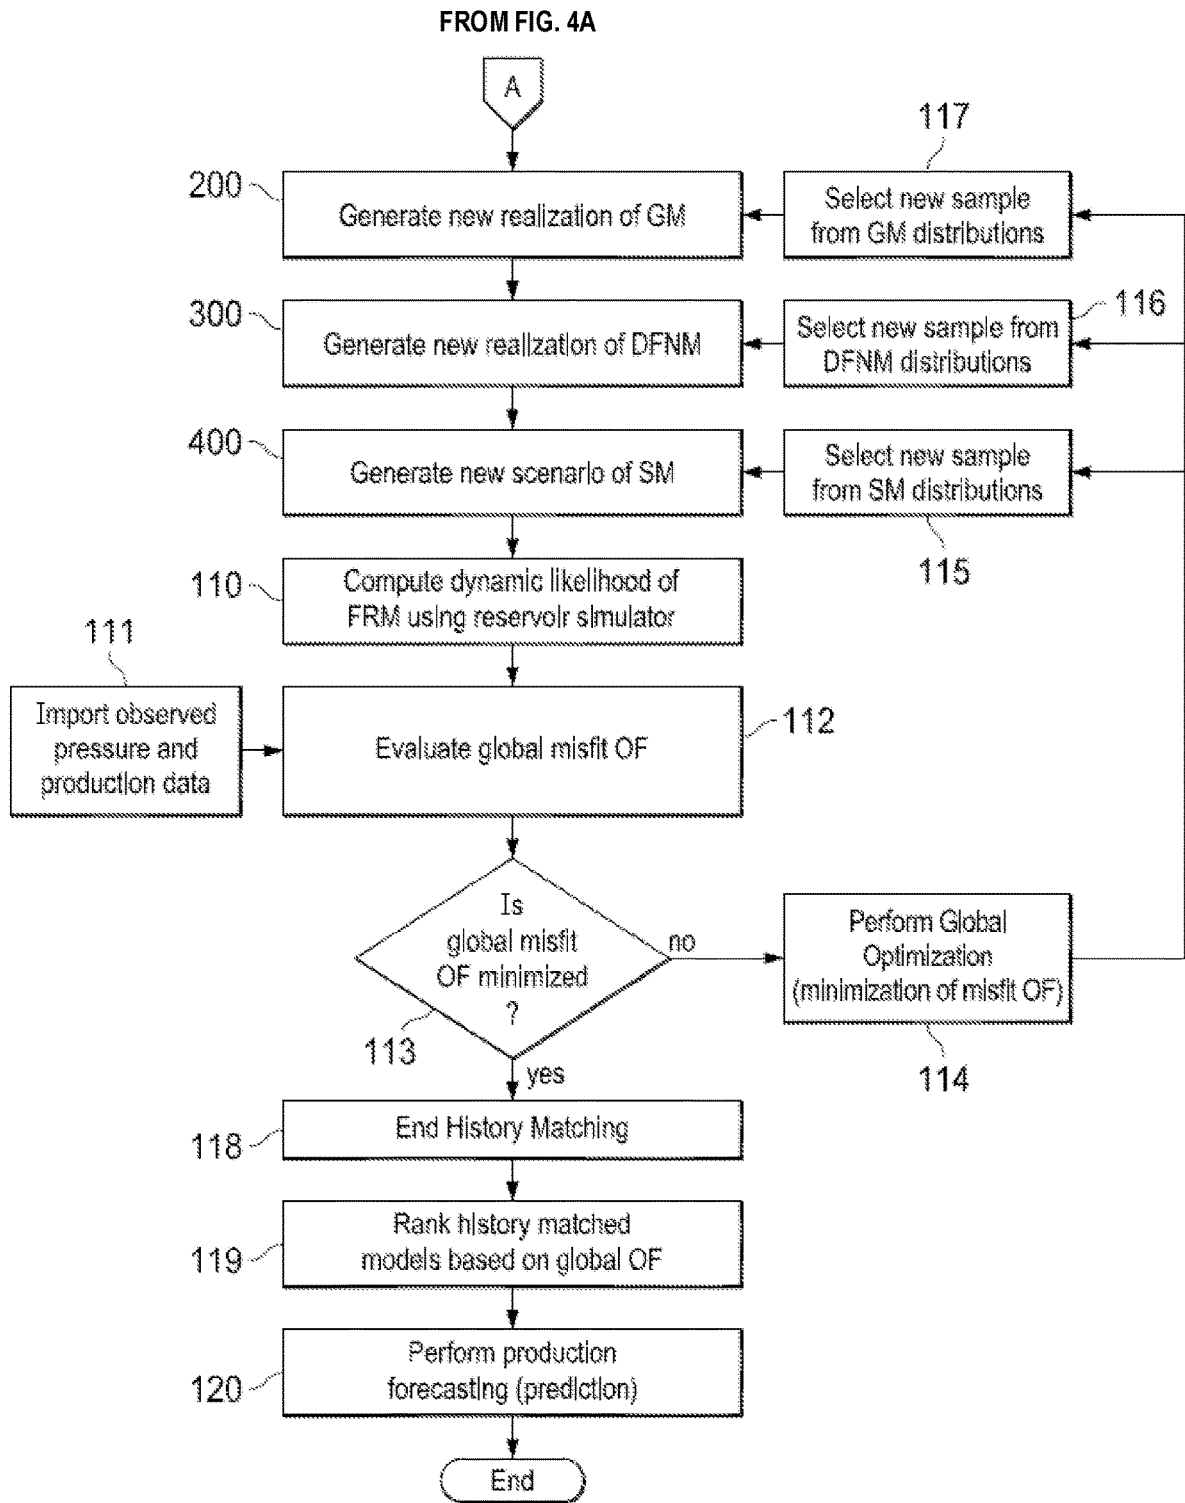 FROM FIG. 4A
A
117
200
Generate new realization of GM
Select new sample
from GM distributions
116
300
Generate new realization of DFNM
Select new sample from
DFNM distributions
400
Generate new scenario of SM
Select new sample
from SM distributions
115
110
Compute dynamic likelihood of
FRM using reservoir simulator
111
Import observed
pressure and
production data
Evaluate global misfit OF
112
Is
global misfit
OF minimized
?
no
113
yes
Perform Global
Optimization
(minimization of misfit OF)
114
118
End History Matching
119
Rank history matched
models based on global OF
120
Perform production
forecasting (prediction)
End